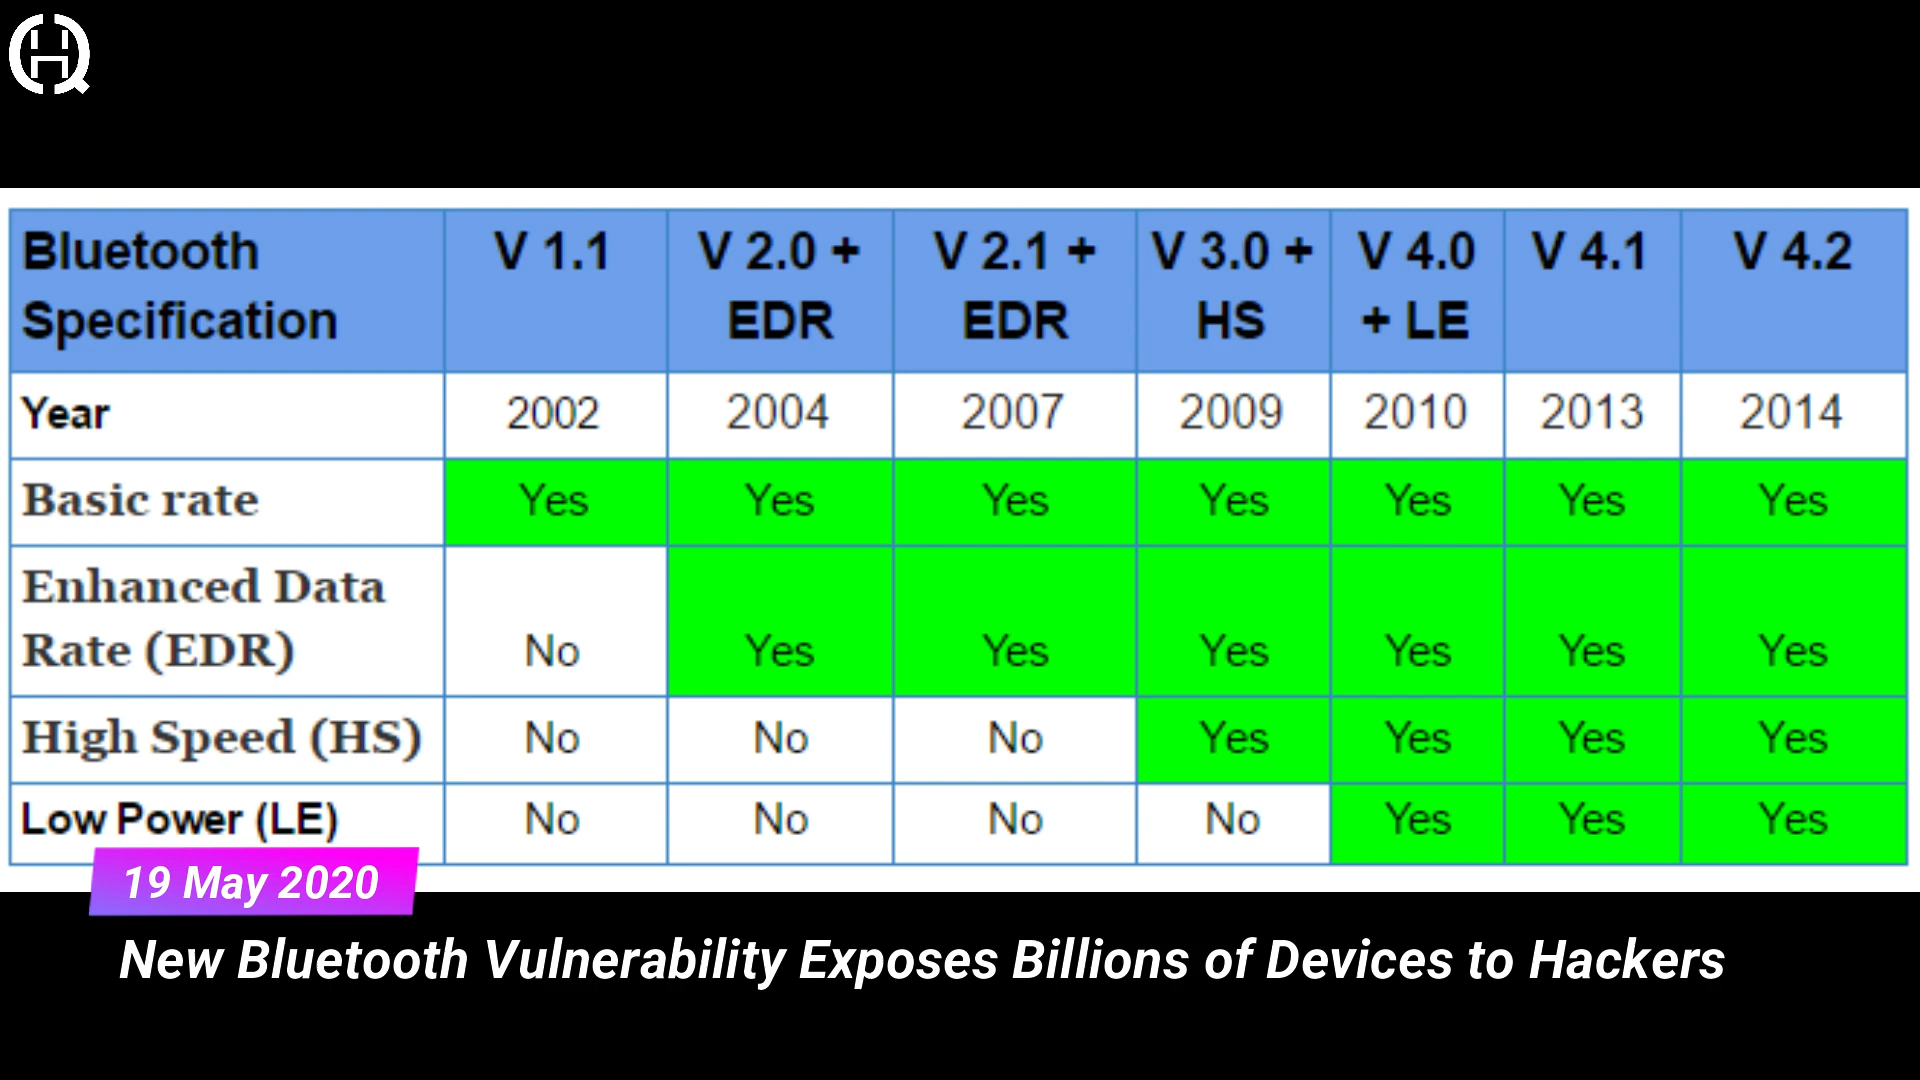 HQ
Bluetooth Specification V 1.1 V 2.0 + EDR V 2.1 + EDR V 3.0 + HS V 4.0 + LE V 4.1 V 4.2
Year 2002 2004 2007 2009 2010 2013 2014
Basic rate Yes Yes Yes Yes Yes Yes Yes
Enhanced Data Rate (EDR) No Yes Yes Yes Yes Yes Yes
High Speed (HS) No No No Yes Yes Yes Yes
Low Power (LE) No No No No Yes Yes Yes
19 May 2020
New Bluetooth Vulnerability Exposes Billions of Devices to Hackers